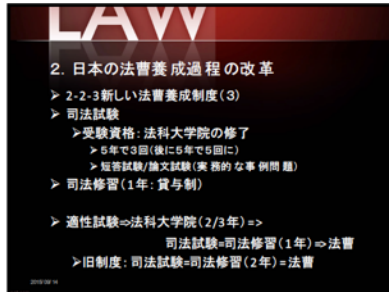 LAW
2. 日本の法曹養成過程の改革
➢ 2-2-3新しい法曹養成制度(3)
➢ 司法試験
➢受験資格:法科大学院の修了
➢ 5年で3回(後に5年で5回に)
➢ 短答試験/論文試験(実務的な事例問題)
➢ 司法修習(1年:貸与制)
➢ 適性試験⇒法科大学院(2/3年)=>
司法試験=司法修習(1年)⇒法曹
➢旧制度:司法試験=司法修習(2年)=法曹